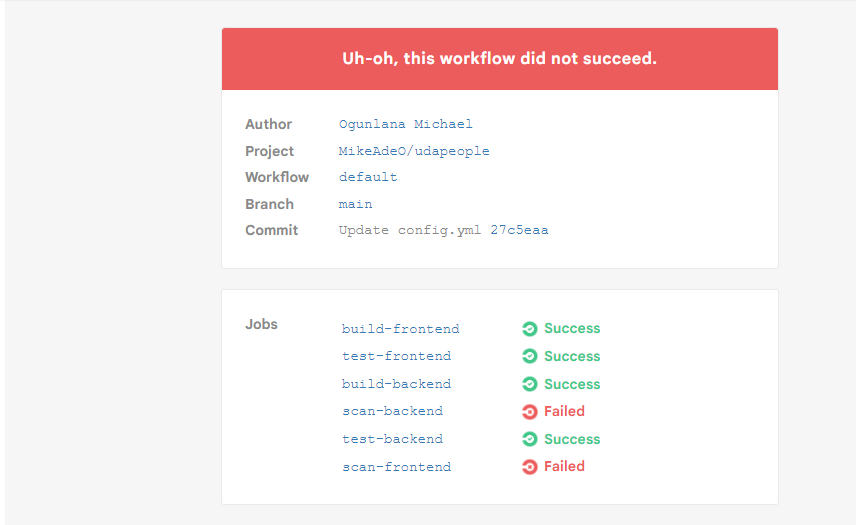 Uh-oh, this workflow did not succeed.
Author Ogunlana Michael
Project MikeAdeO/udapeople
Workflow default
Branch main
Commit Update config.yml 27c5eaa
Jobs
build-frontend Success
test-frontend Success
build-backend Success
scan-backend Failed
test-backend Success
scan-frontend Failed